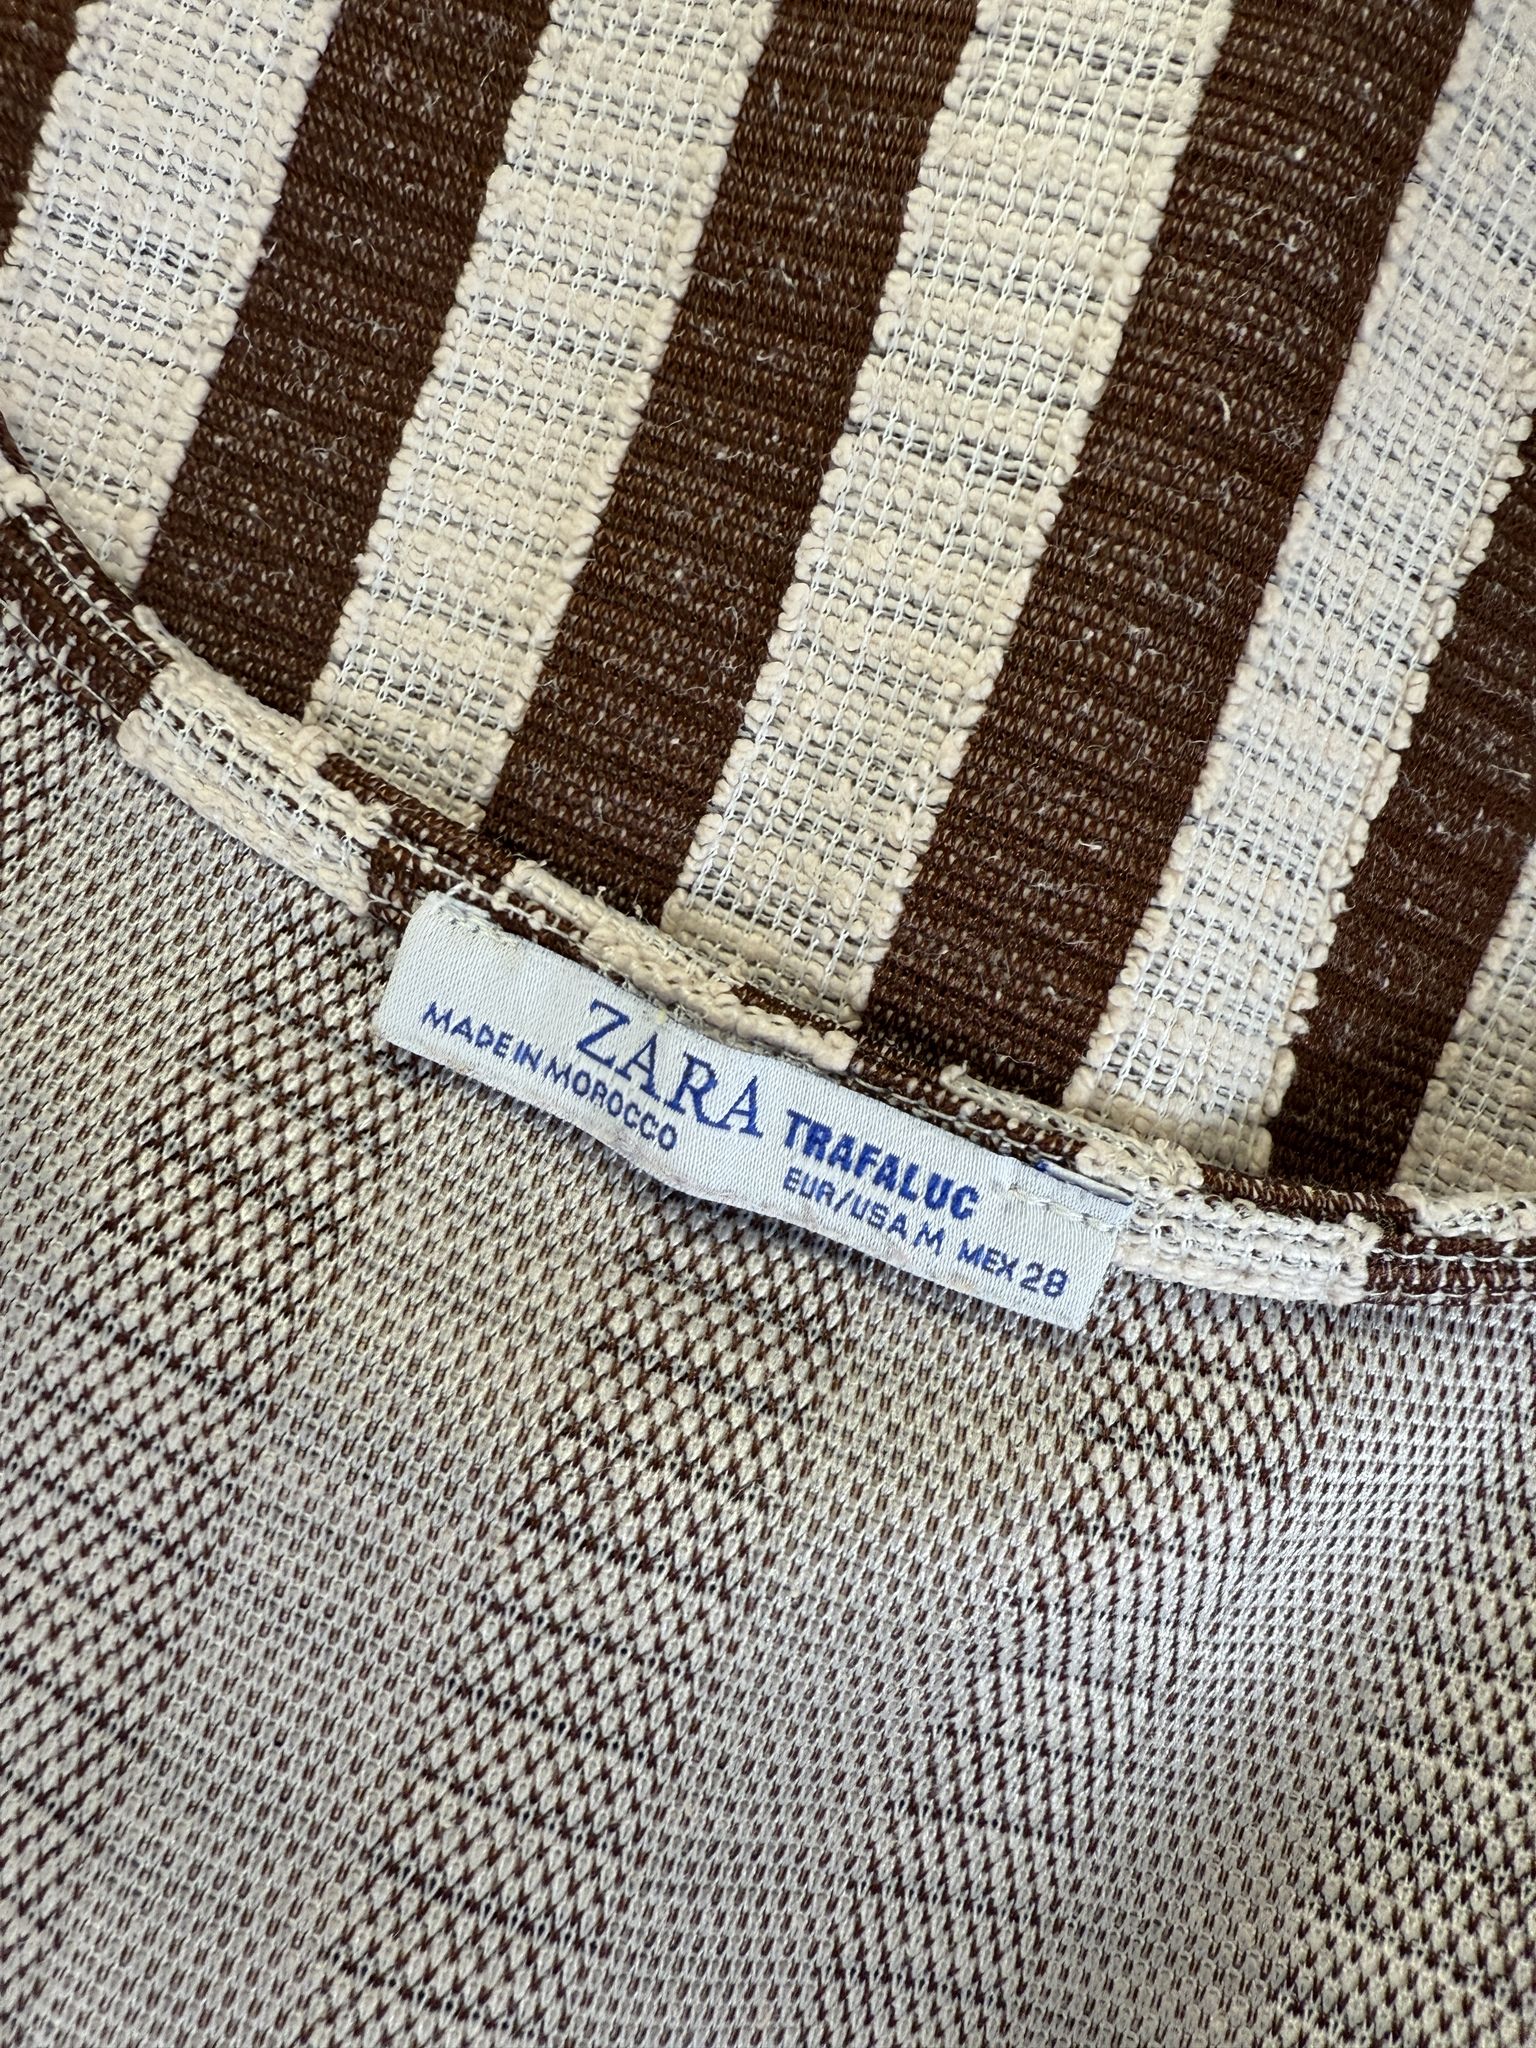 ZARA TRAFALUC
MADE IN MOROCCO EUR/USA M MEX 28